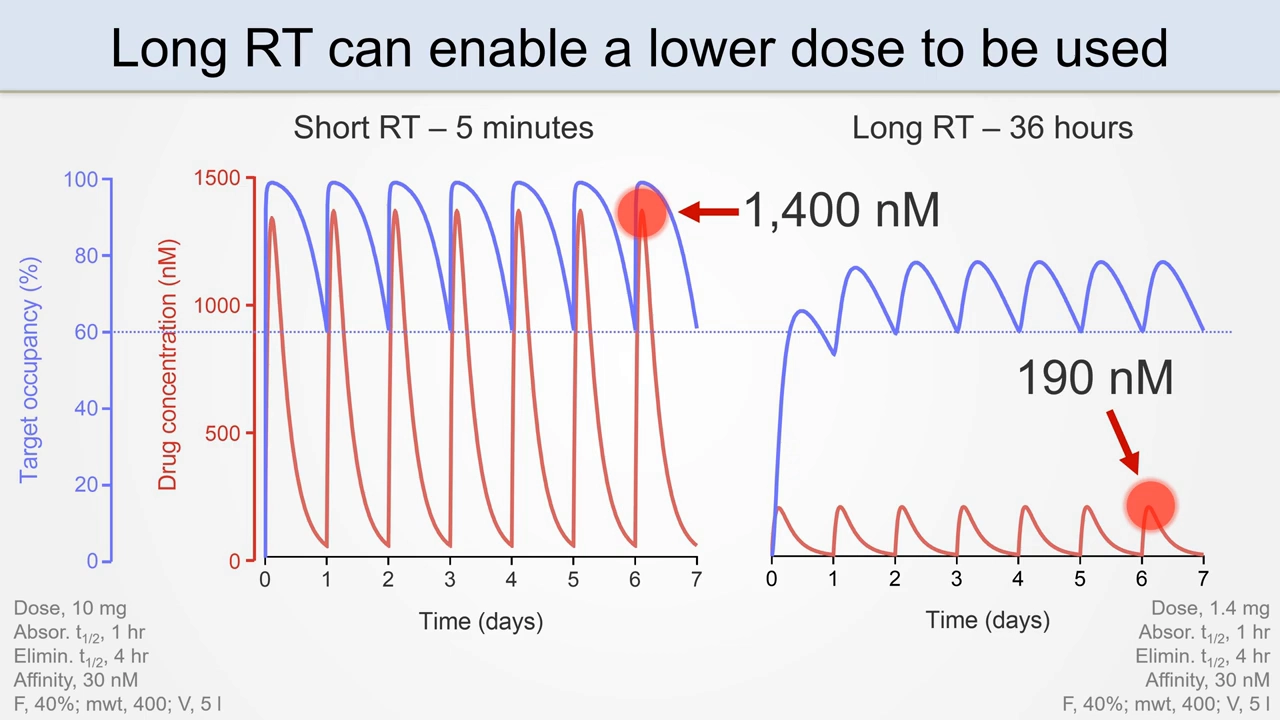 Long RT can enable a lower dose to be used
Short RT – 5 minutes
Long RT – 36 hours
Target occupancy (%)
100
80
60
40
20
0
Drug concentration (nM)
1500
1000
500
0
1,400 nM
190 nM
0 1 2 3 4 5 6 7
Time (days)
0 1 2 3 4 5 6 7
Time (days)
Dose, 10 mg
Absor. t1/2, 1 hr
Elimin. t1/2, 4 hr
Affinity, 30 nM
F, 40%; mwt, 400; V, 5 l
Dose, 1.4 mg
Absor. t1/2, 1 hr
Elimin. t1/2, 4 hr
Affinity, 30 nM
F, 40%; mwt, 400; V, 5 l